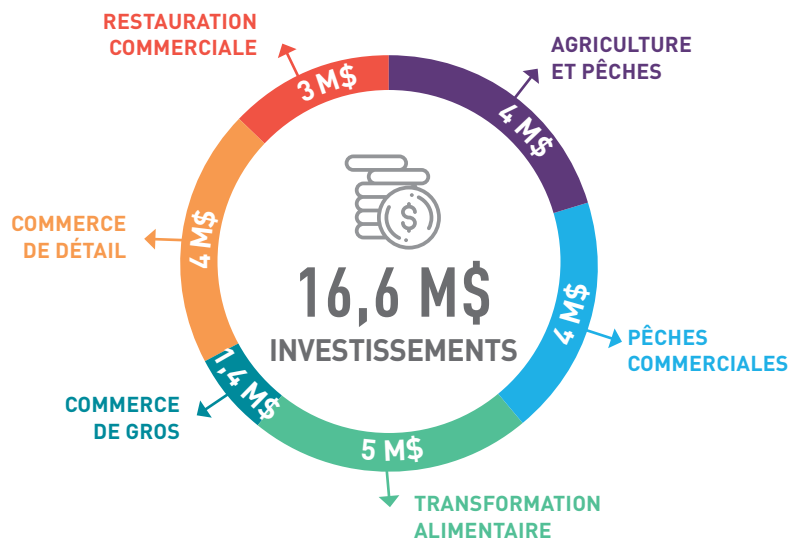 RESTAURATION
COMMERCIALE
3 M$
AGRICULTURE
ET PÊCHES
4 M$
COMMERCE
DE DÉTAIL
4 M$
$
16,6 M$
INVESTISSEMENTS
4 M$
PÊCHES
COMMERCIALES
1,4 M$
COMMERCE
DE GROS
5 M$
TRANSFORMATION
ALIMENTAIRE